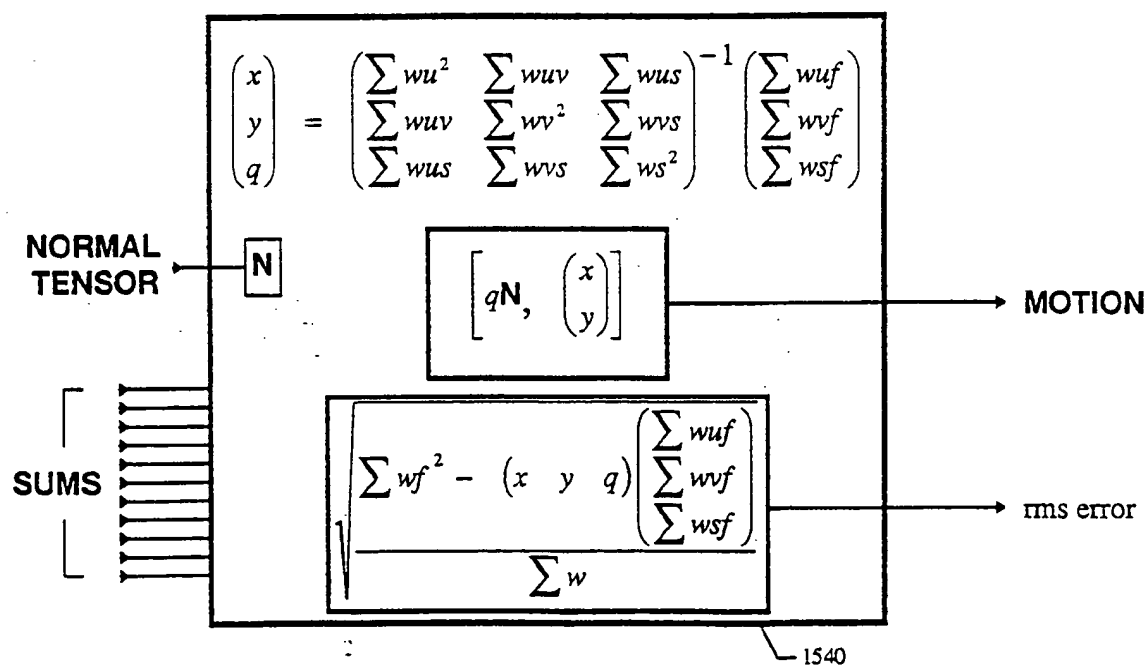 (x y q) = (∑wu² ∑wuv ∑wus
∑wuv ∑wv² ∑wvs
∑wus ∑wvs ∑ws²)⁻¹ (∑wuf ∑wvf ∑wsf)
NORMAL
TENSOR
N
[qN, (x y)]
MOTION
SUMS
√
∑wf² - (x y q) (∑wuf ∑wvf ∑wsf)
∑w
rms error
1540